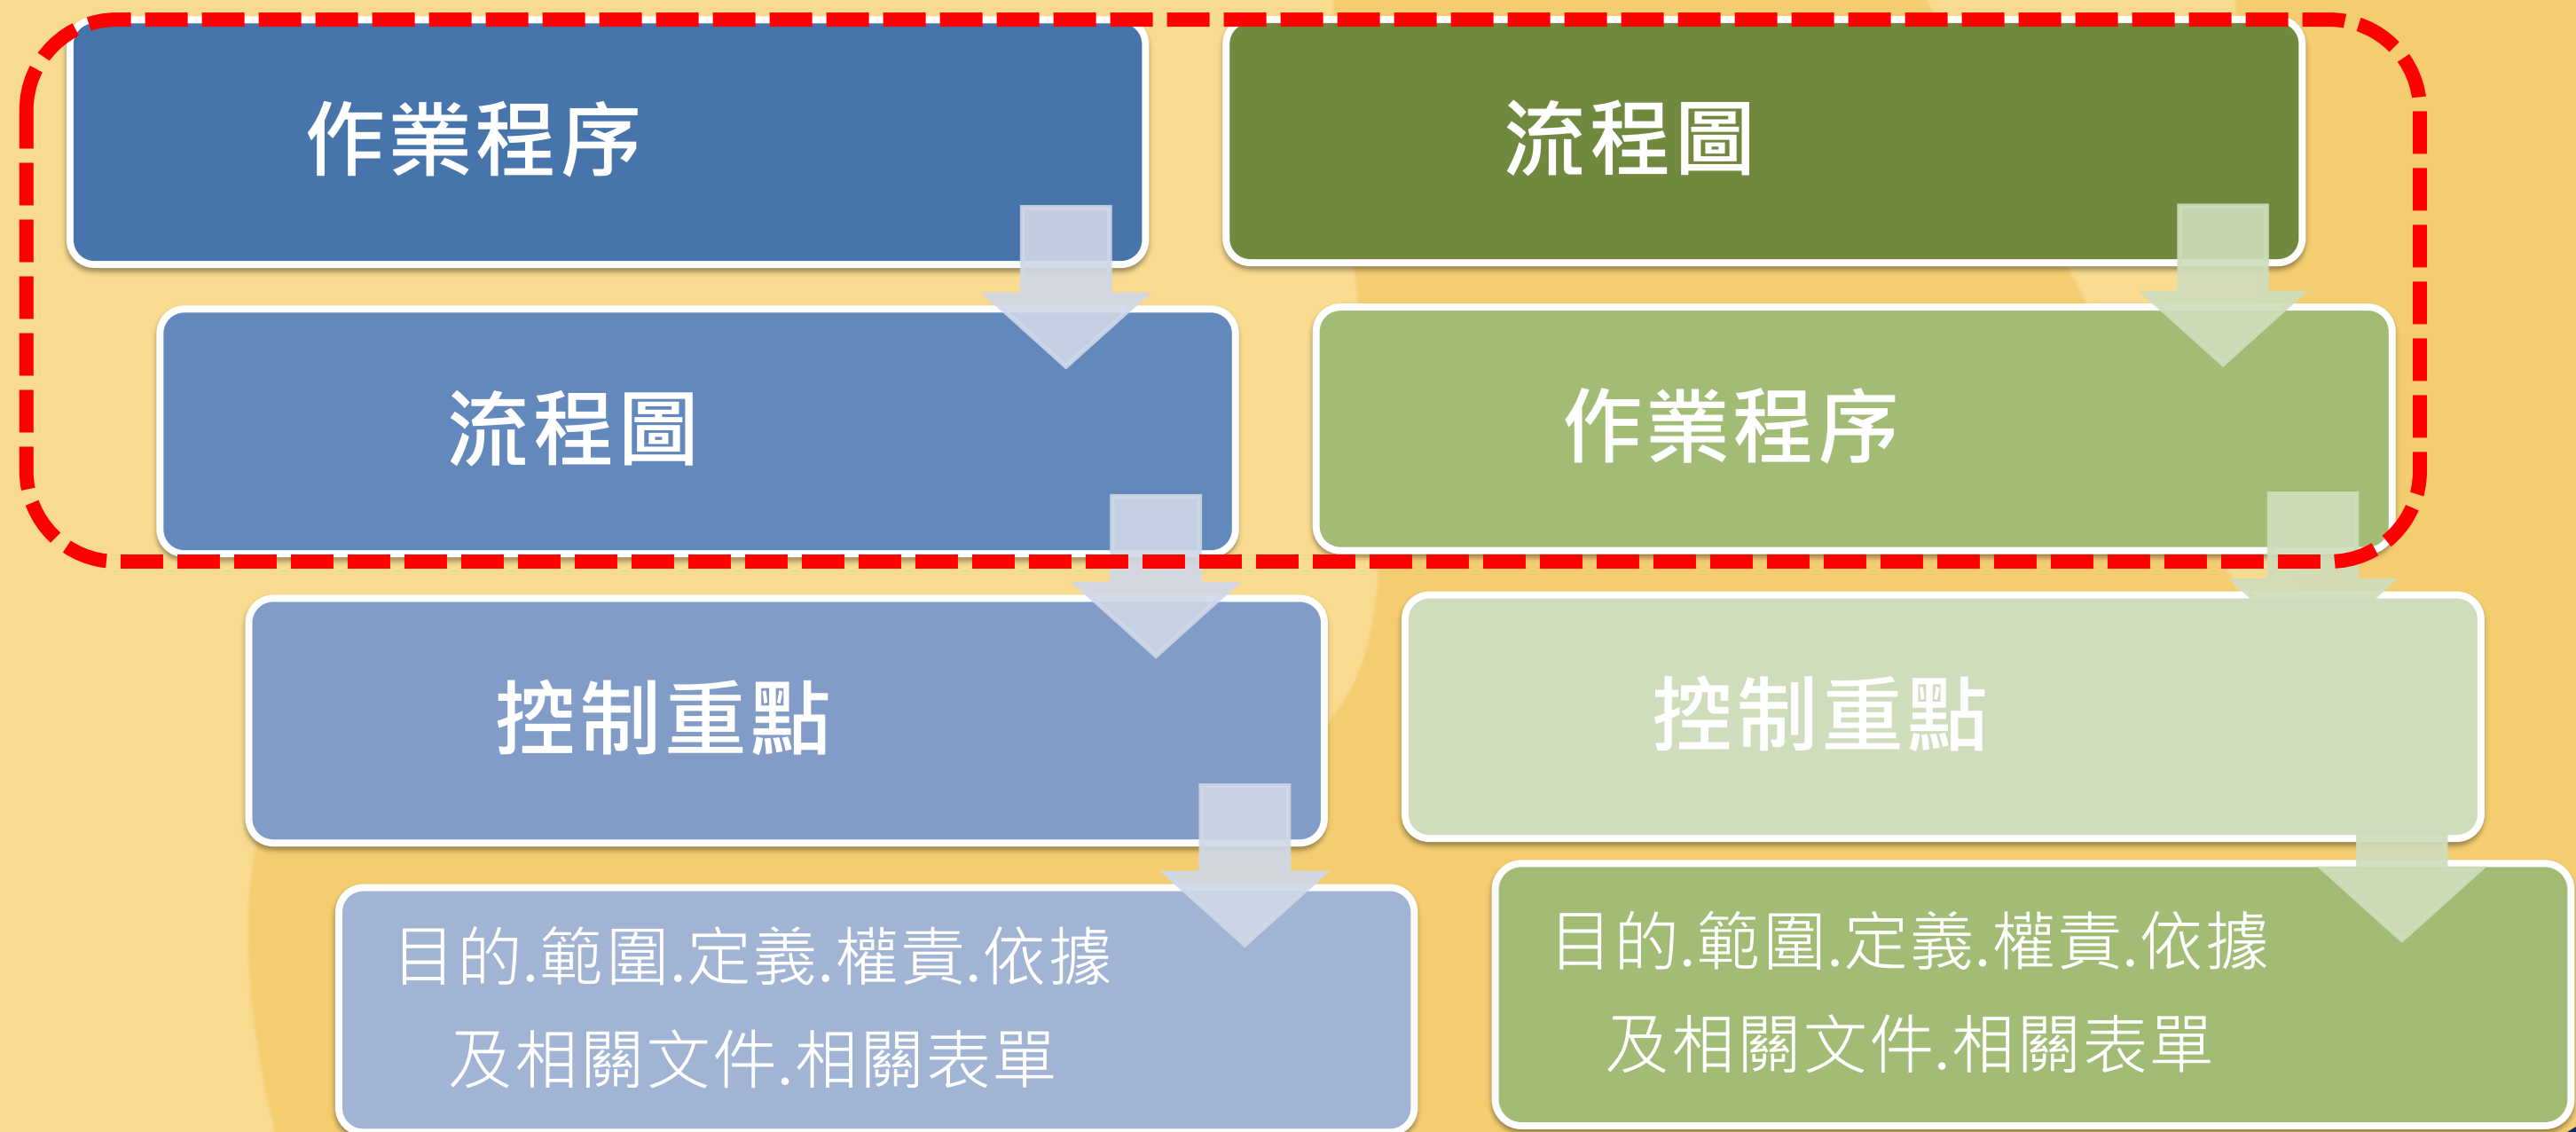 作業程序
流程圖
控制重點
目的.範圍.定義.權責.依據
及相關文件.相關表單
流程圖
作業程序
控制重點
目的.範圍.定義.權責.依據
及相關文件.相關表單